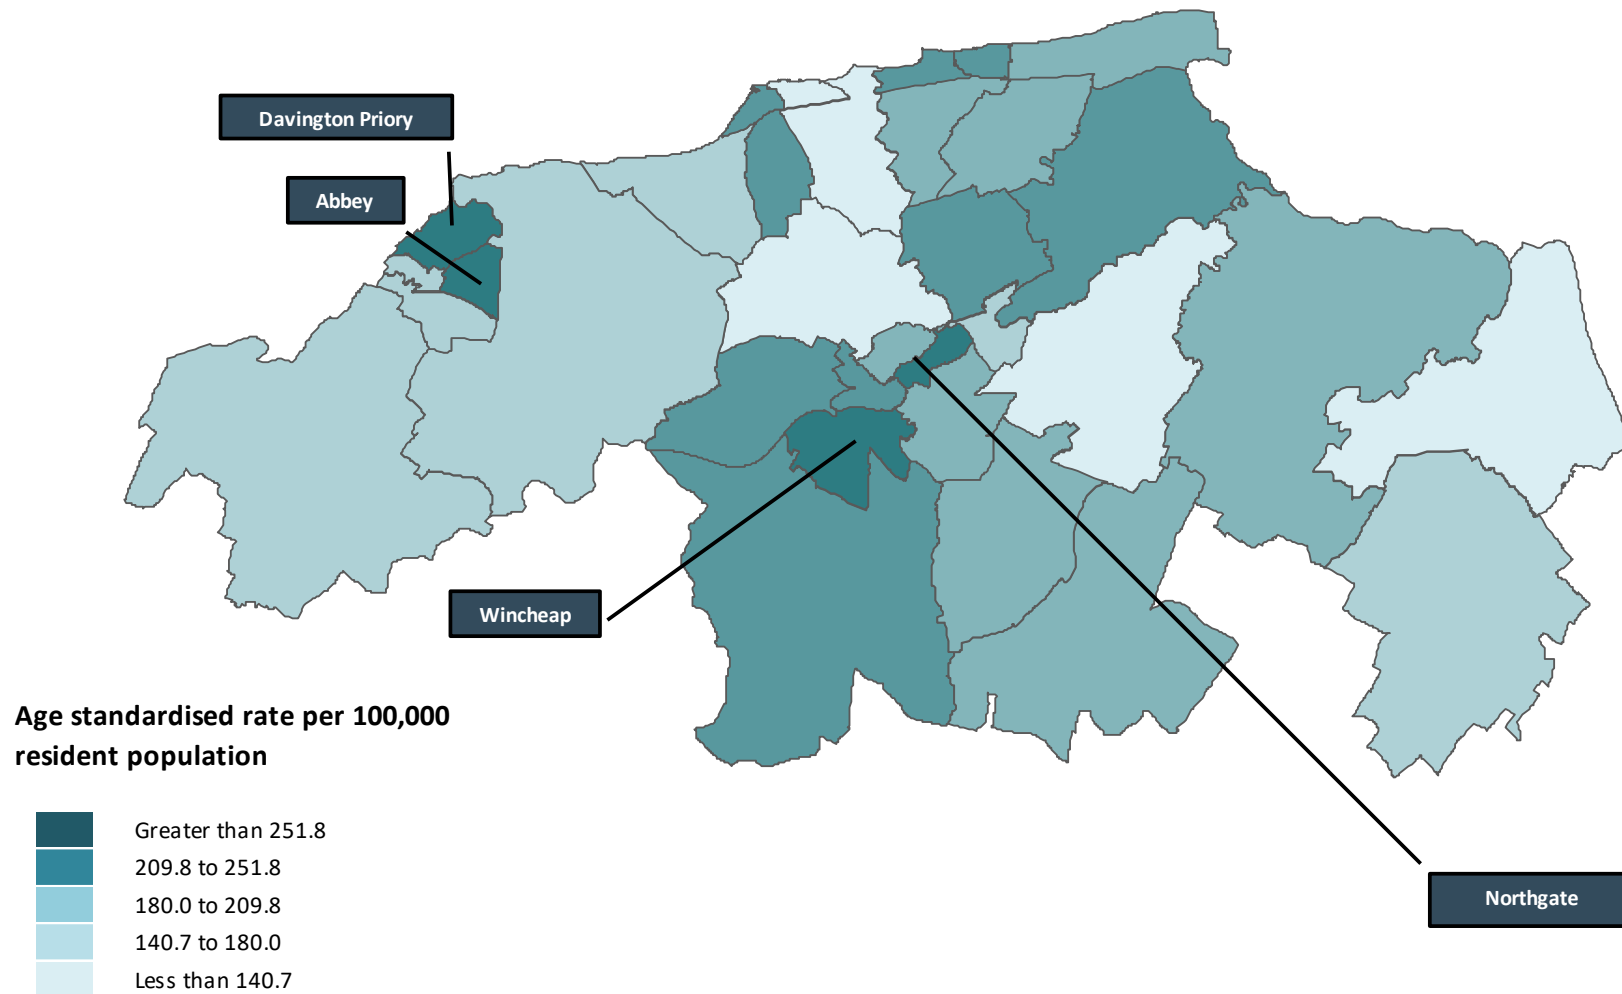 Davington Priory
Abbey
Wincheap
Age standardised rate per 100,000
resident population
Greater than 251.8
209.8 to 251.8
180.0 to 209.8
140.7 to 180.0
Less than 140.7
Northgate